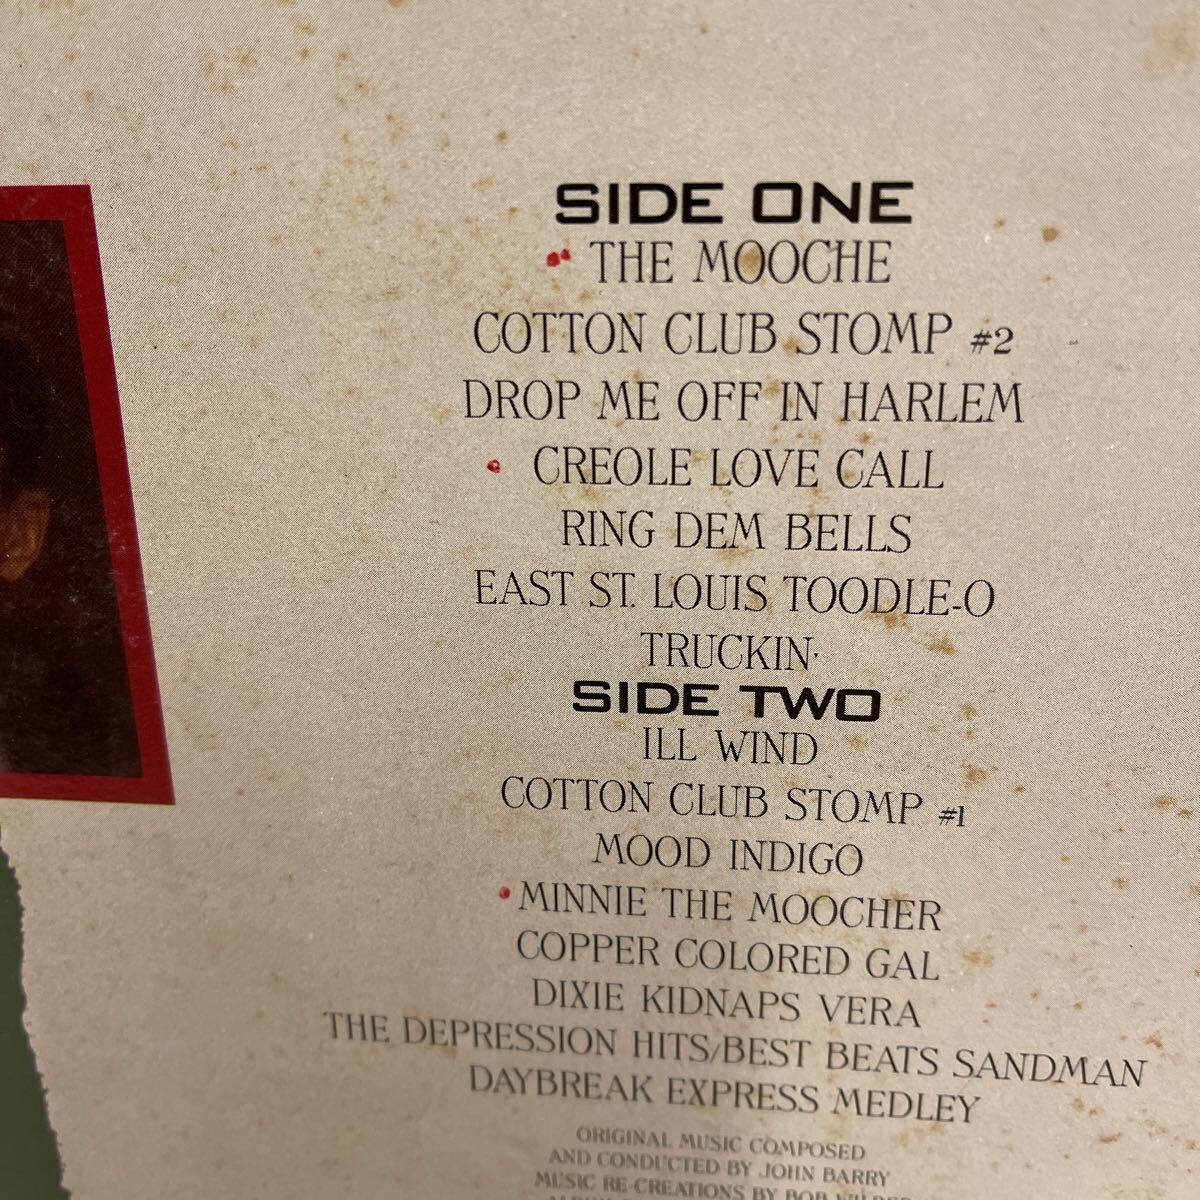 SIDE ONE
THE MOOCHE
COTTON CLUB STOMP #2
DROP ME OFF IN HARLEM
CREOLE LOVE CALL
RING DEM BELLS
EAST ST. LOUIS TOODLE-O
TRUCKIN'
SIDE TWO
ILL WIND
COTTON CLUB STOMP #1
MOOD INDIGO
MINNIE THE MOOCHER
COPPER COLORED GAL
DIXIE KIDNAPS VERA
THE DEPRESSION HITS/BEST BEATS SANDMAN
DAYBREAK EXPRESS MEDLEY
ORIGINAL MUSIC COMPOSED
AND CONDUCTED BY JOHN BARRY
MUSIC RE-CREATIONS BY BOB